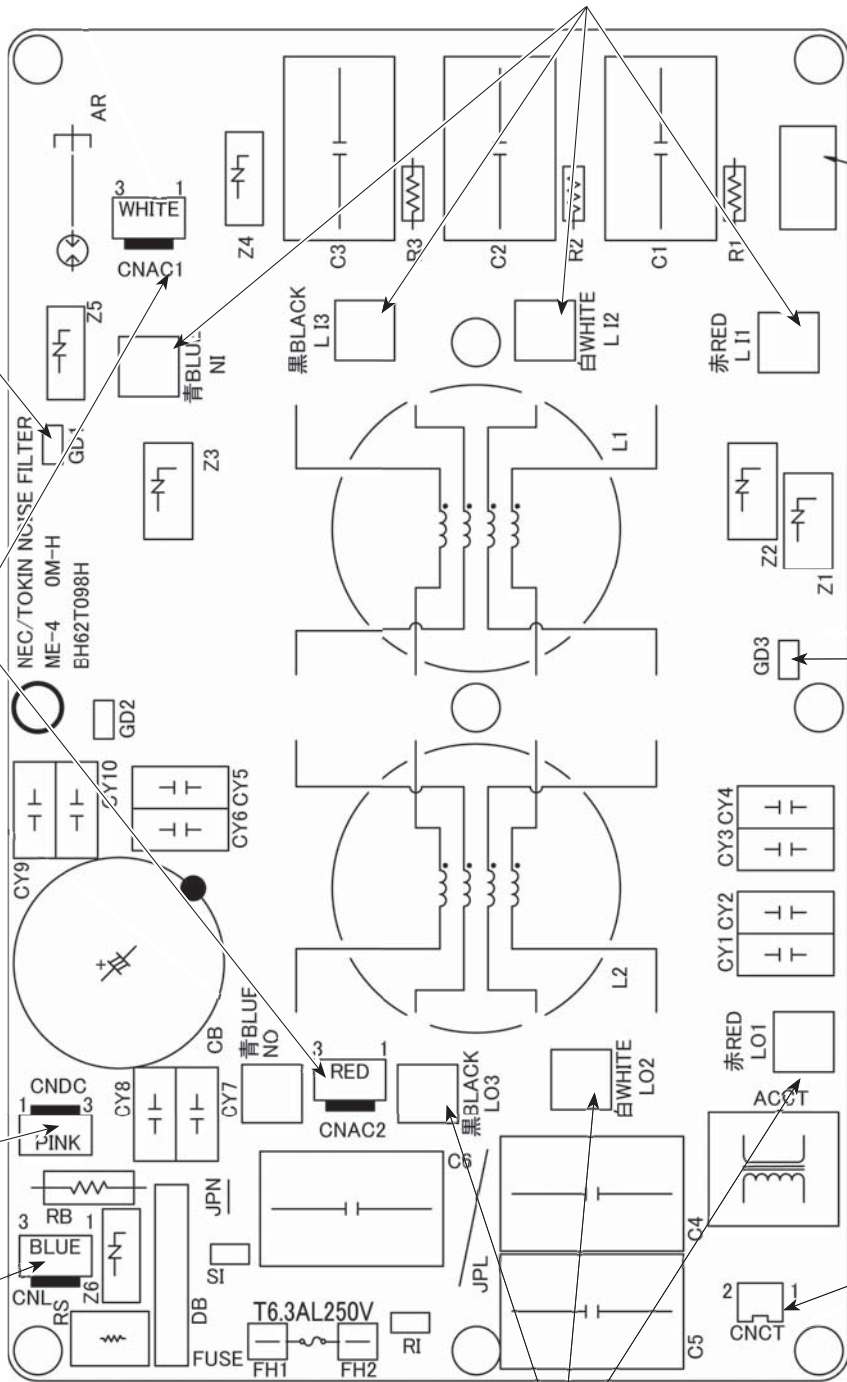 AR
3 1
WHITE
CNAC1
Z4
C3
R3
C2
R2
C1
R1
Z5
青BLUE
NI
黒BLACK
L I3
白WHITE
L I2
赤RED
L I1
GD1
Z3
L1
Z2
Z1
NEC/TOKIN NOISE FILTER
ME-4 0M-H
BH62T098H
GD3
GD2
CY10
CY9
CY5
CY6
CY4
CY3
CY2
CY1
+
CB
L2
青BLUE
NO
3 1
RED
CNAC2
黒BLACK
LO3
白WHITE
LO2
赤RED
LO1
ACCT
CNDC
1 3
PINK
CY8
CY7
C6
C4
RB
JPN
3 1
BLUE
CNL
Z6
SI
JPL
RS
DB
T6.3AL250V
FUSE
FH1
FH2
RI
C5
2 1
CNCT